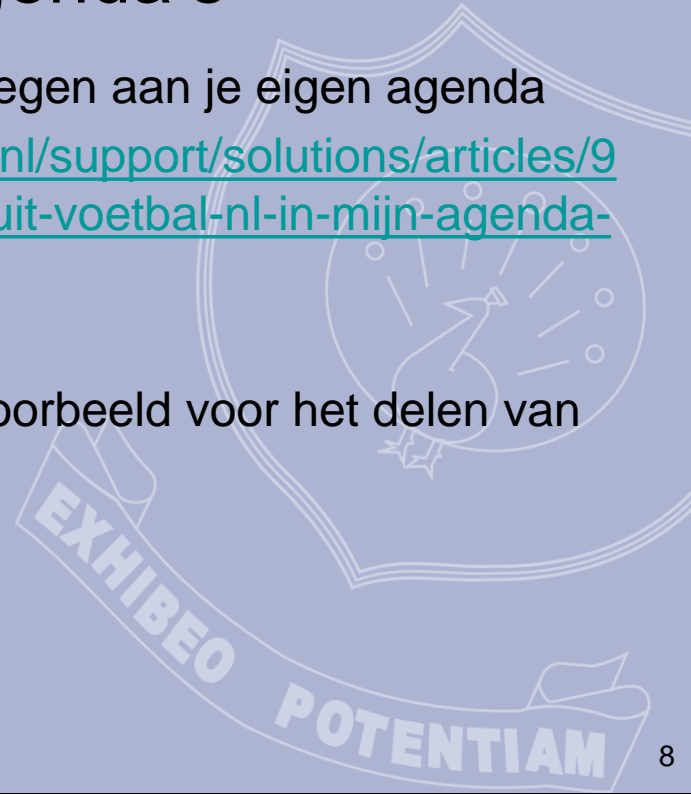 egen aan je eigen agenda
nl/support/solutions/articles/9
uit-voetbal-nl-in-mijn-agenda-
oorbeeld voor het delen van
EXHIBEO POTENTIAM
8